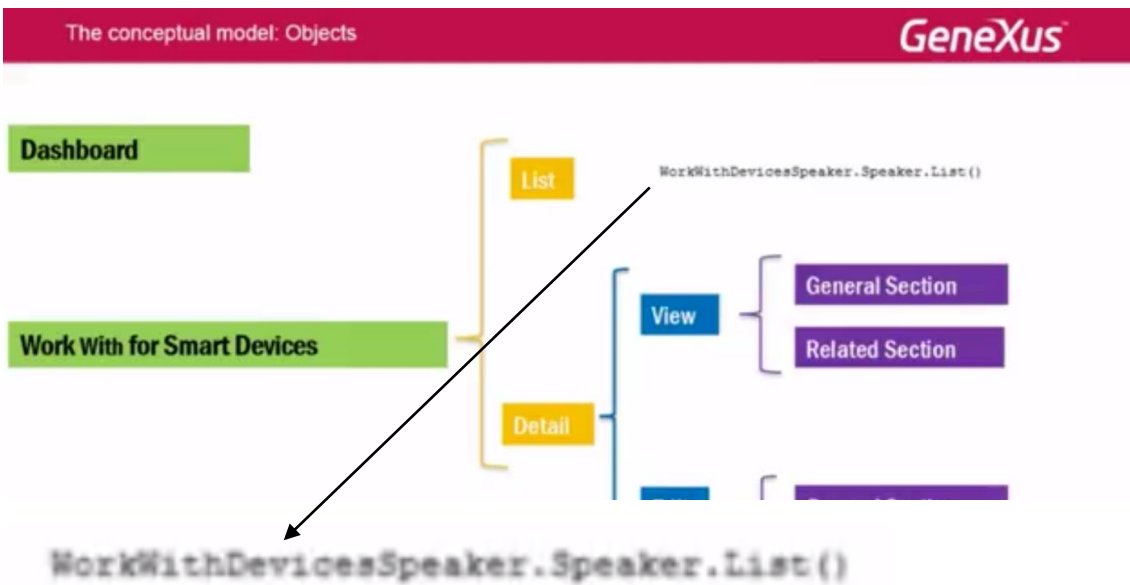 The conceptual model: Objects
GeneXus™
Dashboard
List
WorkWithDevicesSpeaker.Speaker.List()
General Section
View
Work With for Smart Devices
Related Section
Detail
WorkWithDevicesSpeaker.Speaker.List()